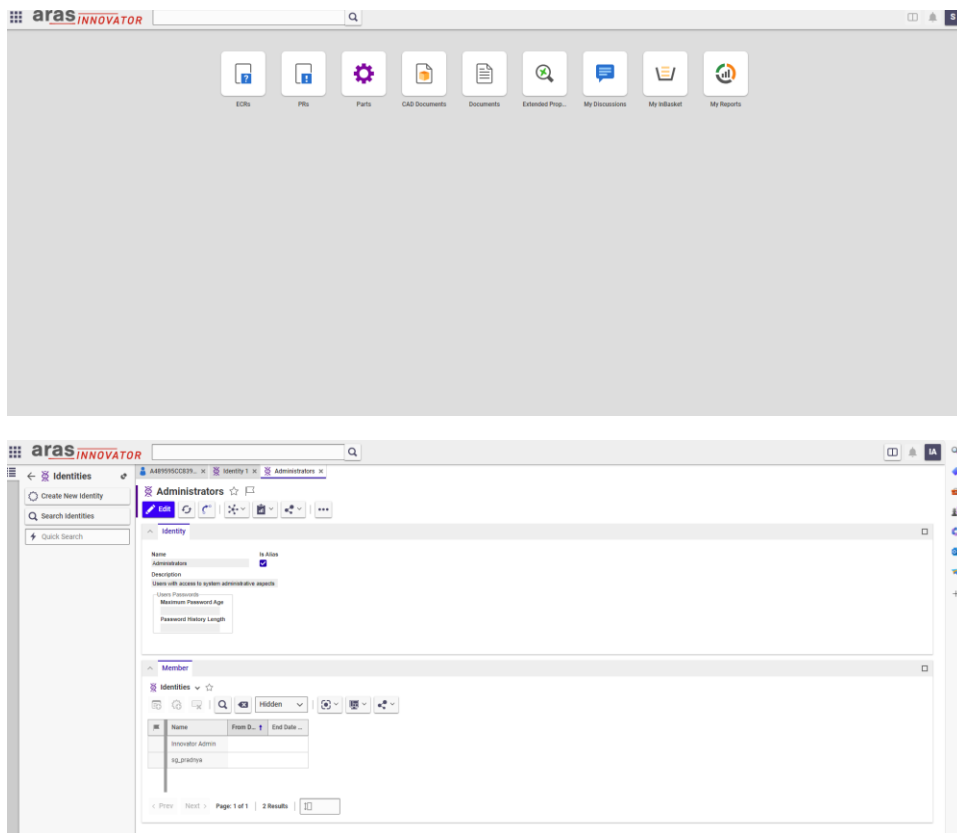 aras INNOVATOR
S
ECRs PRs Parts CAD Documents Documents Extended Prop... My Discussions My InBasket My Reports
aras INNOVATOR
IA
Identities
Create New Identity
Search Identities
Quick Search
A489595CC839... × Identity 1 × Administrators ×
Administrators
Edit
Identity
Name Is Alias
Administrators
Description
Users with access to system administrative aspects
Users Passwords
Maximum Password Age
Password History Length
Member
Identities
Hidden
Name From D... End Date ...
Innovator Admin
sg_pradnya
< Prev Next > Page: 1 of 1 2 Results